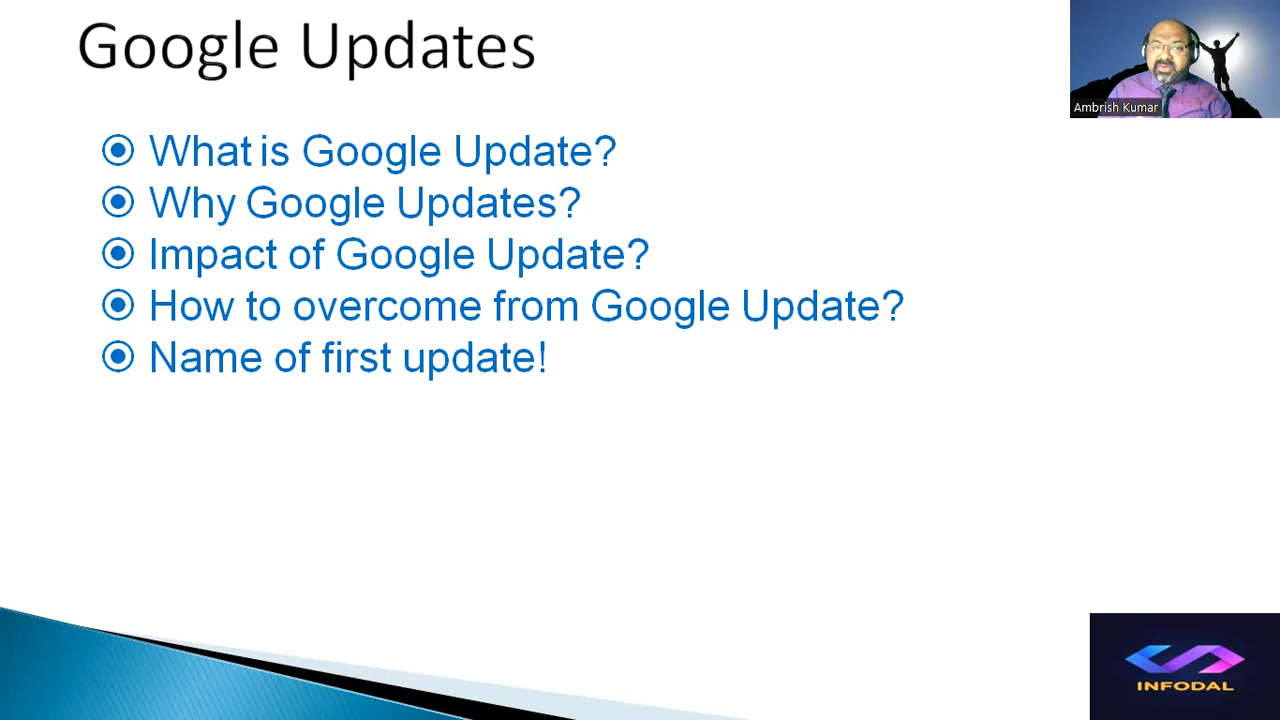 Google Updates
Ambrish Kumar
What is Google Update?
Why Google Updates?
Impact of Google Update?
How to overcome from Google Update?
Name of first update!
INFODAL